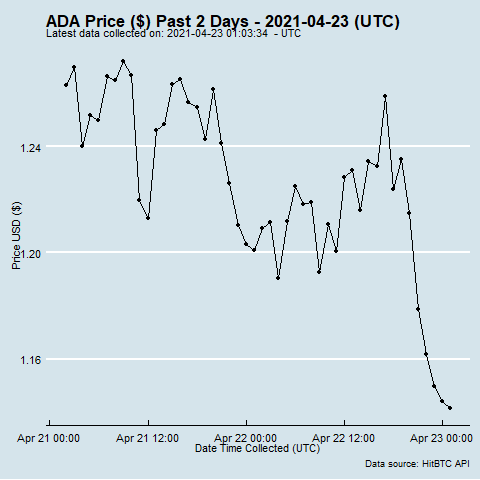 ADA Price ($) Past 2 Days - 2021-04-23 (UTC)
Latest data collected on: 2021-04-23 01:03:34  - UTC
Price USD ($)
1.24
1.20
1.16
Apr 21 00:00
Apr 21 12:00
Apr 22 00:00
Apr 22 12:00
Apr 23 00:00
Date Time Collected (UTC)
Data source: HitBTC API